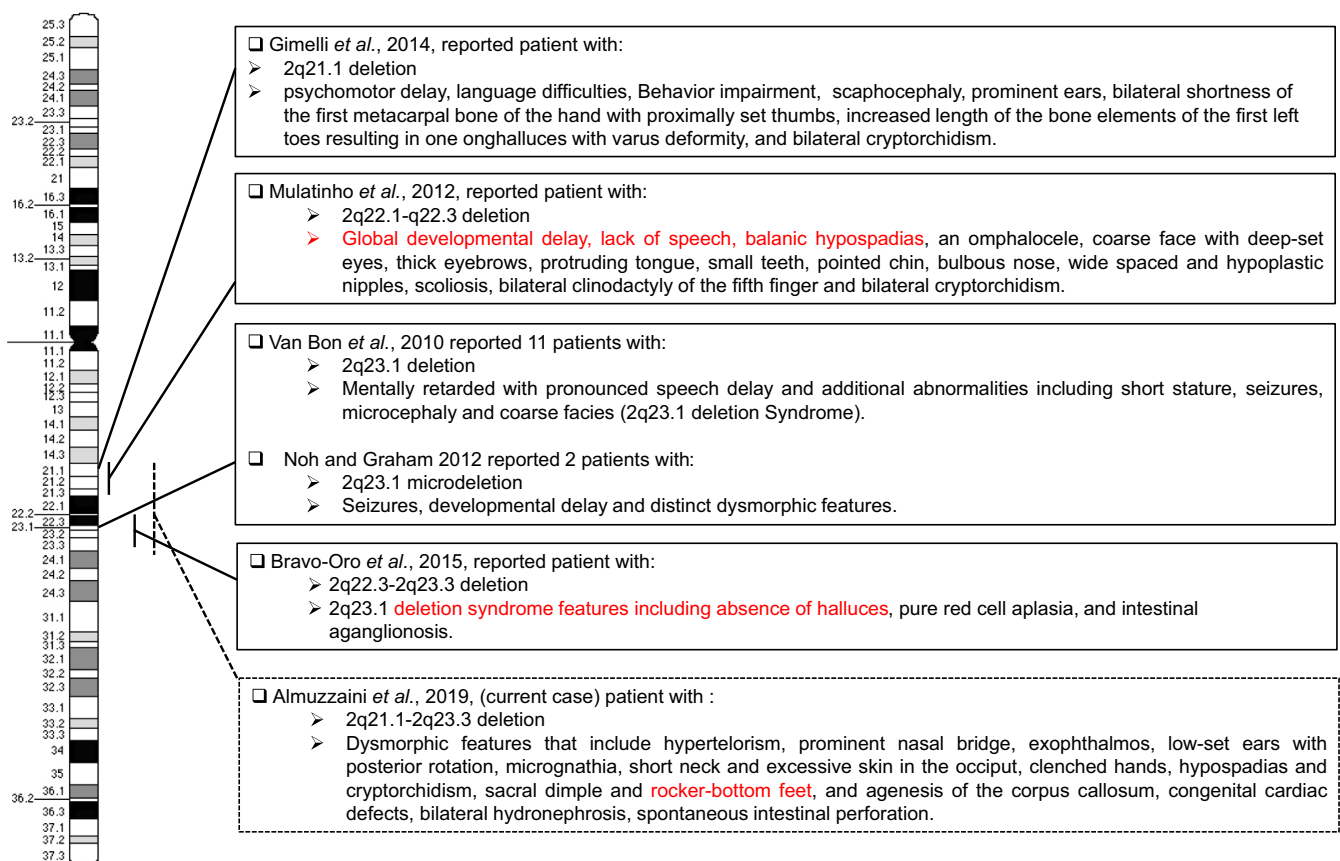 25.3
25.2
25.1
24.3
24.2
24.1
23.3
23.2
23.1
22.3
22.2
22.1
21
16.3
16.2
16.1
15
14
13.3
13.2
13.1
12
11.2
11.1
11.1
11.2
12.1
12.2
12.3
13
14.1
14.2
14.3
21.1
21.2
21.3
22.1
22.2
22.3
23.1
23.2
23.3
24.1
24.2
24.3
31.1
31.2
31.3
32.1
32.2
32.3
33.1
33.2
33.3
34
35
36.1
36.2
36.3
37.1
37.2
37.3
❑ Gimelli et al., 2014, reported patient with:
➢ 2q21.1 deletion
➢ psychomotor delay, language difficulties, Behavior impairment, scaphocephaly, prominent ears, bilateral shortness of
the first metacarpal bone of the hand with proximally set thumbs, increased length of the bone elements of the first left
toes resulting in one onghalluces with varus deformity, and bilateral cryptorchidism.
❑ Mulatinho et al., 2012, reported patient with:
➢ 2q22.1-q22.3 deletion
➢ Global developmental delay, lack of speech, balanic hypospadias, an omphalocele, coarse face with deep-set
eyes, thick eyebrows, protruding tongue, small teeth, pointed chin, bulbous nose, wide spaced and hypoplastic
nipples, scoliosis, bilateral clinodactyly of the fifth finger and bilateral cryptorchidism.
❑ Van Bon et al., 2010 reported 11 patients with:
➢ 2q23.1 deletion
➢ Mentally retarded with pronounced speech delay and additional abnormalities including short stature, seizures,
microcephaly and coarse facies (2q23.1 deletion Syndrome).
❑ Noh and Graham 2012 reported 2 patients with:
➢ 2q23.1 microdeletion
➢ Seizures, developmental delay and distinct dysmorphic features.
❑ Bravo-Oro et al., 2015, reported patient with:
➢ 2q22.3-2q23.3 deletion
➢ 2q23.1 deletion syndrome features including absence of halluces, pure red cell aplasia, and intestinal
aganglionosis.
❑ Almuzzaini et al., 2019, (current case) patient with :
➢ 2q21.1-2q23.3 deletion
➢ Dysmorphic features that include hypertelorism, prominent nasal bridge, exophthalmos, low-set ears with
posterior rotation, micrognathia, short neck and excessive skin in the occiput, clenched hands, hypospadias and
cryptorchidism, sacral dimple and rocker-bottom feet, and agenesis of the corpus callosum, congenital cardiac
defects, bilateral hydronephrosis, spontaneous intestinal perforation.